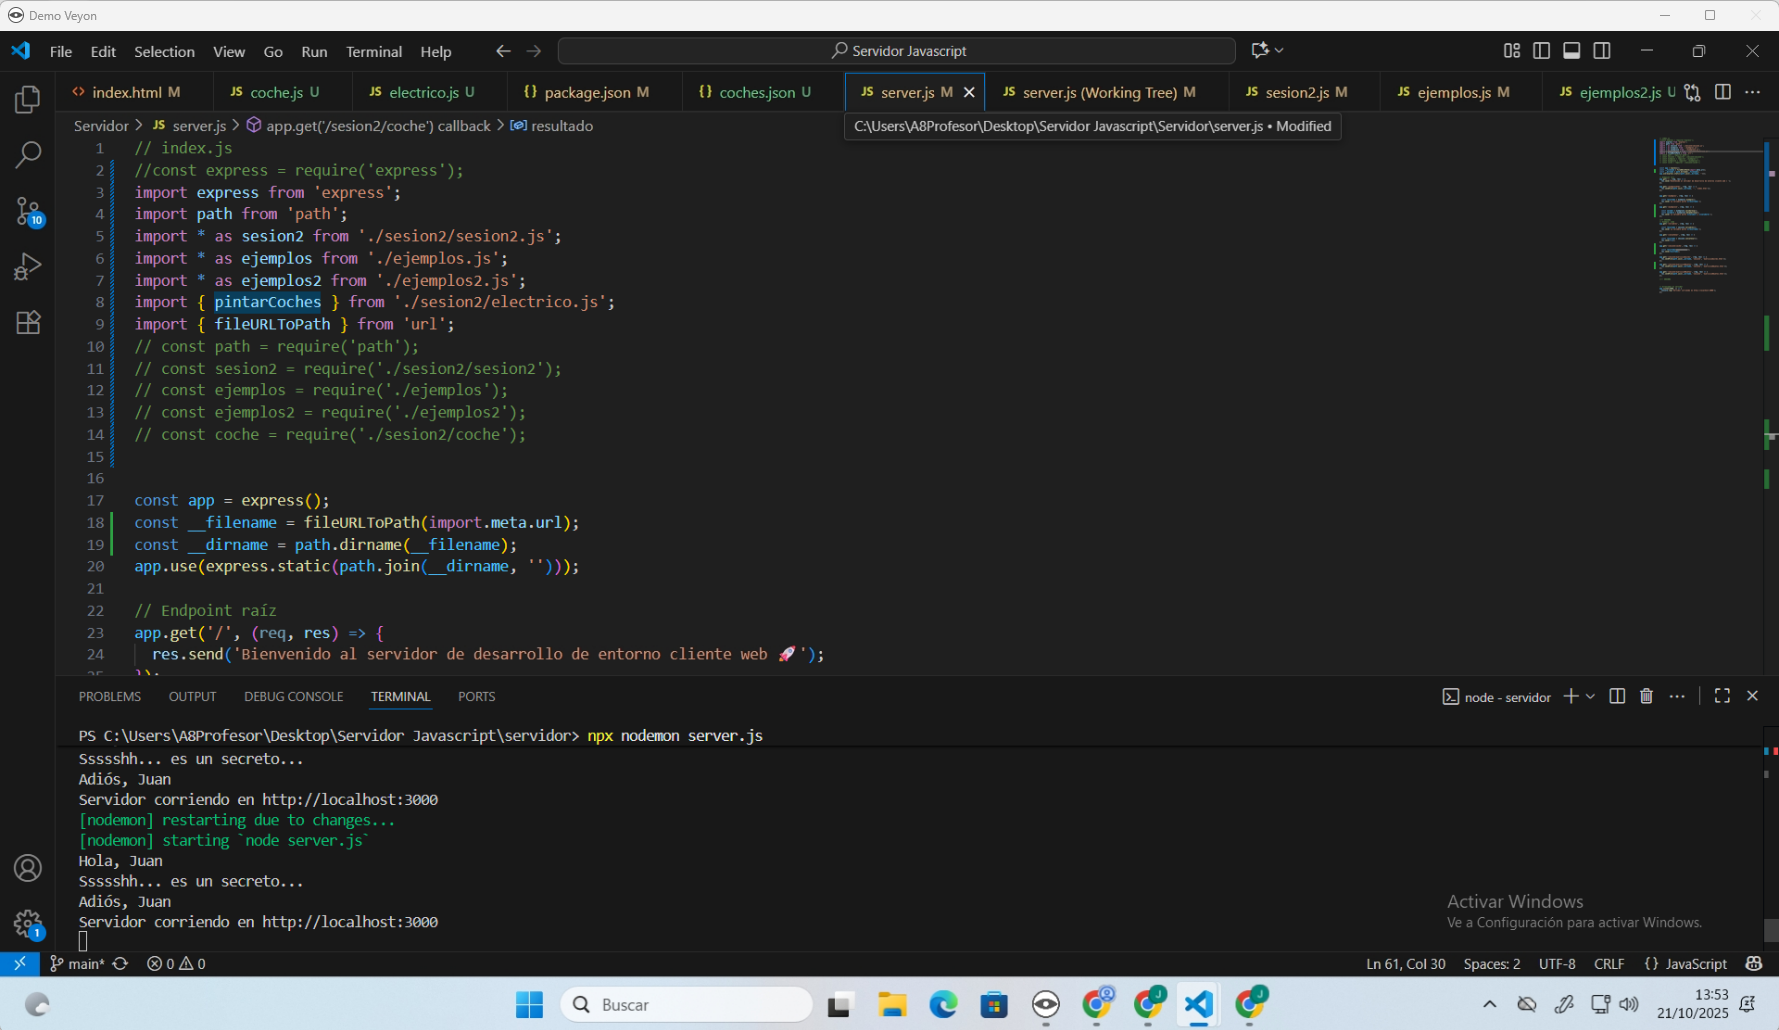 Demo Veyon
File Edit Selection View Go Run Terminal Help
Servidor Javascript
index.html M
coche.js U
electrico.js U
package.json M
coches.json U
server.js M
server.js (Working Tree) M
sesion2.js M
ejemplos.js M
ejemplos2.js U
Servidor > JS server.js > app.get('/sesion2/coche') callback > resultado
C:\Users\A8Profesor\Desktop\Servidor Javascript\Servidor\server.js • Modified
1 // index.js
2 //const express = require('express');
3 import express from 'express';
4 import path from 'path';
5 import * as sesion2 from './sesion2/sesion2.js';
6 import * as ejemplos from './ejemplos.js';
7 import * as ejemplos2 from './ejemplos2.js';
8 import { pintarCoches } from './sesion2/electrico.js';
9 import { fileURLToPath } from 'url';
10 // const path = require('path');
11 // const sesion2 = require('./sesion2/sesion2');
12 // const ejemplos = require('./ejemplos');
13 // const ejemplos2 = require('./ejemplos2');
14 // const coche = require('./sesion2/coche');
15
16
17 const app = express();
18 const __filename = fileURLToPath(import.meta.url);
19 const __dirname = path.dirname(__filename);
20 app.use(express.static(path.join(__dirname, '')));
21
22 // Endpoint raíz
23 app.get('/', (req, res) => {
24 res.send('Bienvenido al servidor de desarrollo de entorno cliente web 🚀');
25 });
PROBLEMS OUTPUT DEBUG CONSOLE TERMINAL PORTS
node - servidor
PS C:\Users\A8Profesor\Desktop\Servidor Javascript\servidor> npx nodemon server.js
Ssssshh... es un secreto...
Adiós, Juan
Servidor corriendo en http://localhost:3000
[nodemon] restarting due to changes...
[nodemon] starting `node server.js`
Hola, Juan
Ssssshh... es un secreto...
Adiós, Juan
Servidor corriendo en http://localhost:3000
Activar Windows
Ve a Configuración para activar Windows.
main* 0 0
Ln 61, Col 30 Spaces: 2 UTF-8 CRLF {} JavaScript
Buscar
13:53
21/10/2025